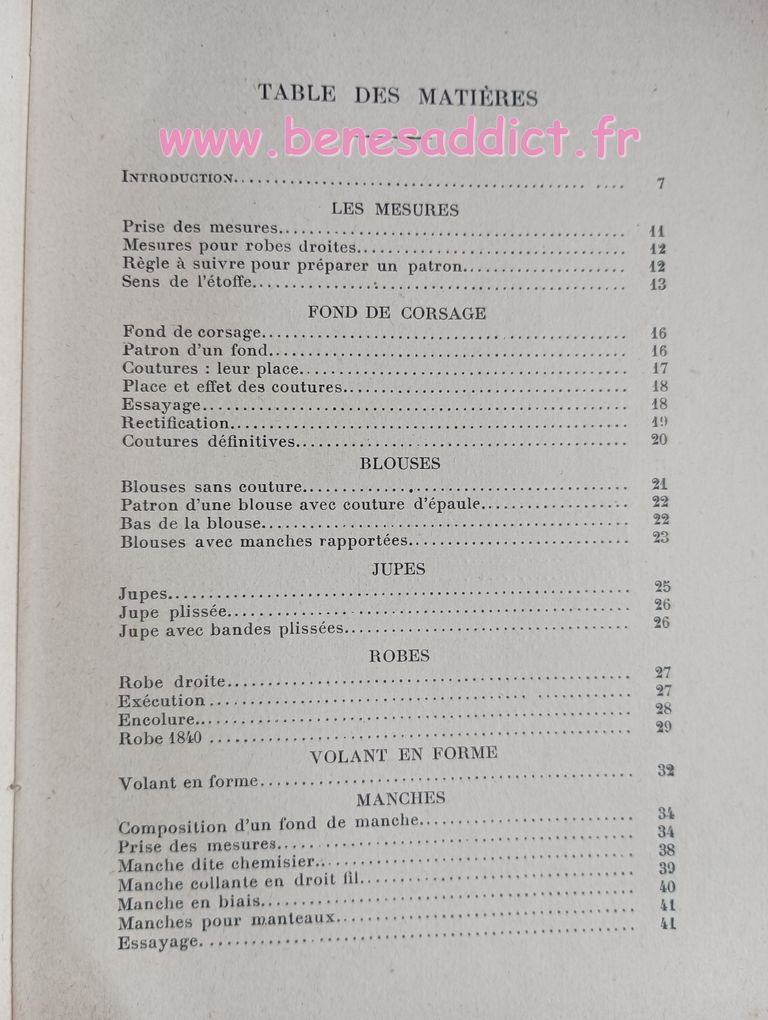 TABLE DES MATIÈRES
www.benesaddict.fr
INTRODUCTION........................................... .... 7
LES MESURES
Prise des mesures........................................... 11
Mesures pour robes droites................................. 12
Règle à suivre pour préparer un patron.................... 12
Sens de l'étoffe............................................. 13
FOND DE CORSAGE
Fond de corsage............................................. 16
Patron d'un fond............................................ 16
Coutures : leur place........................................ 17
Place et effet des coutures.................................. 18
Essayage.................................................... 18
Rectification................................................ 19
Coutures définitives......................................... 20
BLOUSES
Blouses sans couture........................................ 21
Patron d'une blouse avec couture d'épaule.................. 22
Bas de la blouse............................................. 22
Blouses avec manches rapportées........................... 23
JUPES
Jupes....................................................... 25
Jupe plissée................................................. 26
Jupe avec bandes plissées................................... 26
ROBES
Robe droite................................................. 27
Exécution ................................................... 27
Encolure.................................................... 28
Robe 1840 .................................................. 29
VOLANT EN FORME
Volant en forme............................................. 32
MANCHES
Composition d'un fond de manche.......................... 34
Prise des mesures........................................... 34
Manche dite chemisier....................................... 38
Manche collante en droit fil.................................. 39
Manche en biais............................................. 40
Manches pour manteaux..................................... 41
Essayage.................................................... 41